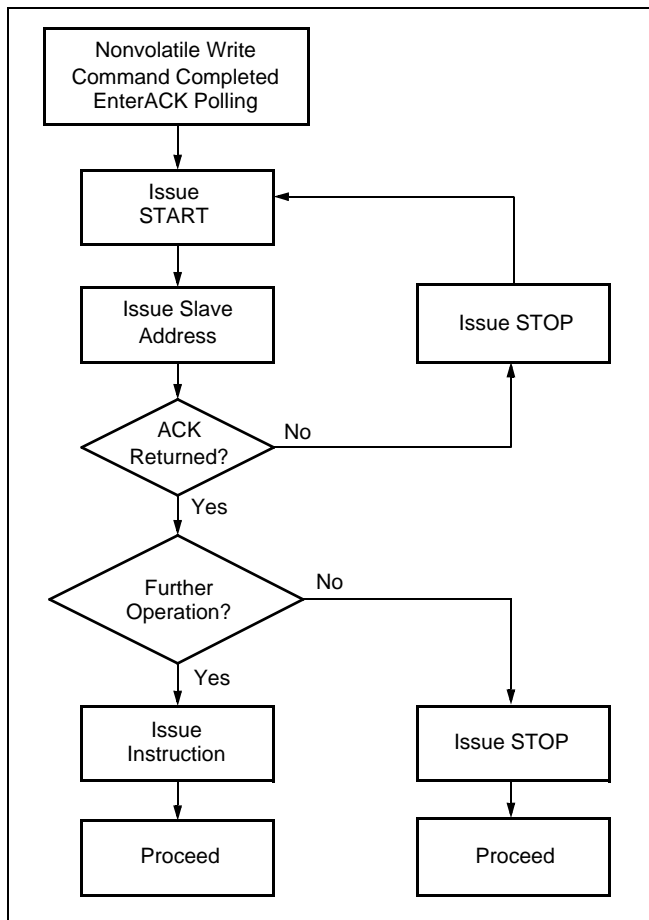 Nonvolatile Write
Command Completed
EnterACK Polling
Issue
START
Issue Slave
Address
Issue STOP
ACK
Returned?
No
Yes
Further
Operation?
No
Yes
Issue
Instruction
Issue STOP
Proceed
Proceed